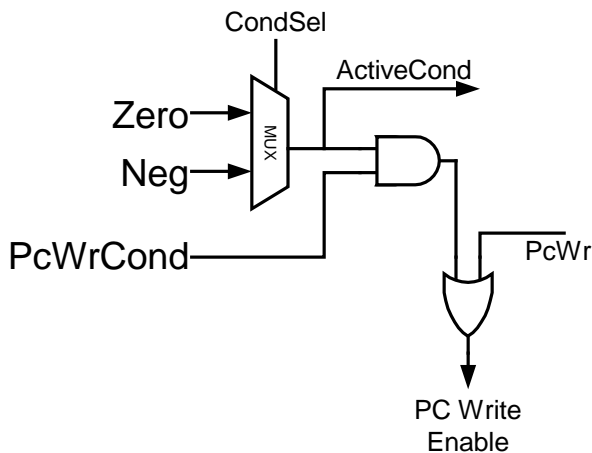 CondSel
ActiveCond
Zero
MUX
Neg
PcWrCond
PcWr
PC Write
Enable